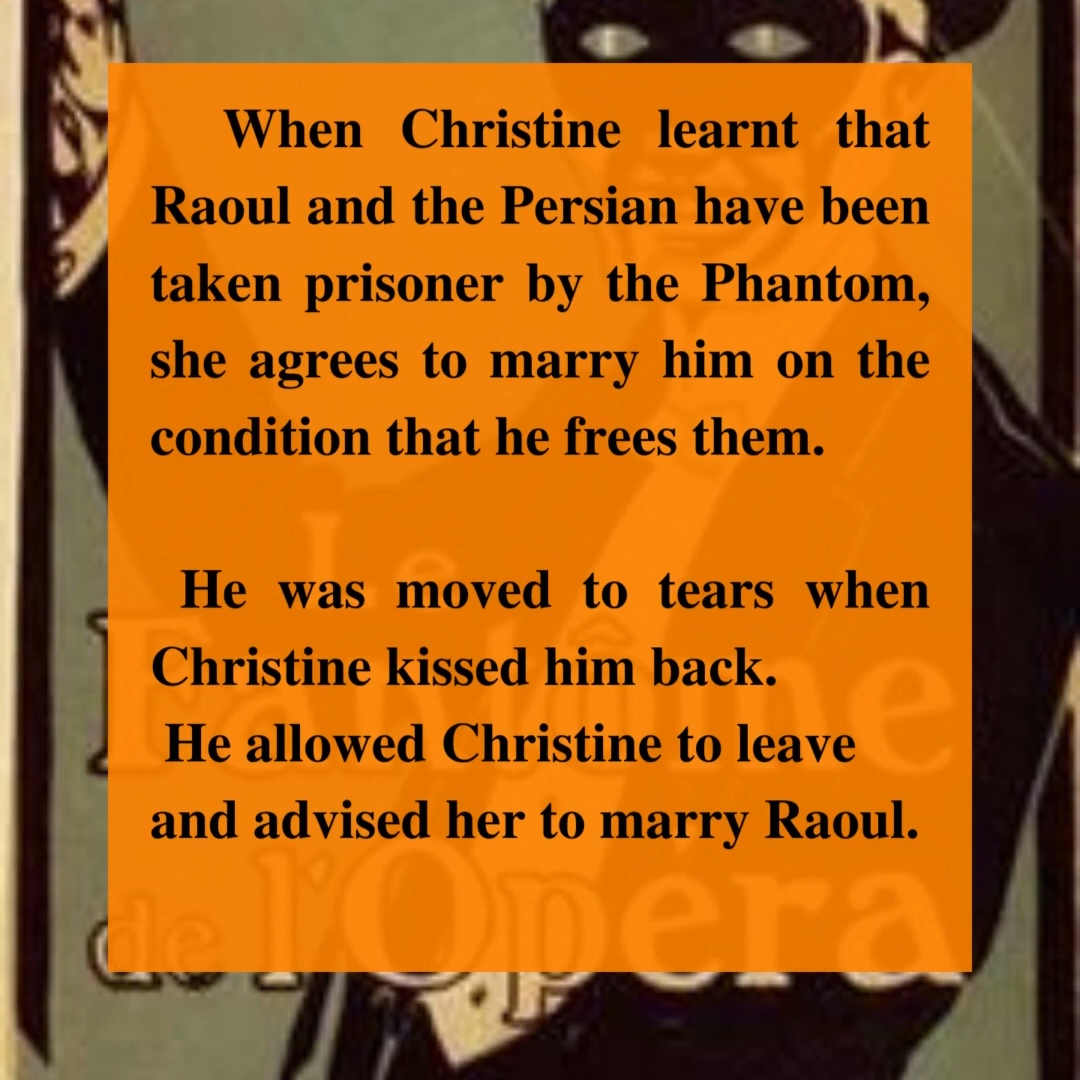 When Christine learnt that
Raoul and the Persian have been
taken prisoner by the Phantom,
she agrees to marry him on the
condition that he frees them.
He was moved to tears when
Christine kissed him back.
He allowed Christine to leave
and advised her to marry Raoul.
Le
Fantôme
de l'Opéra